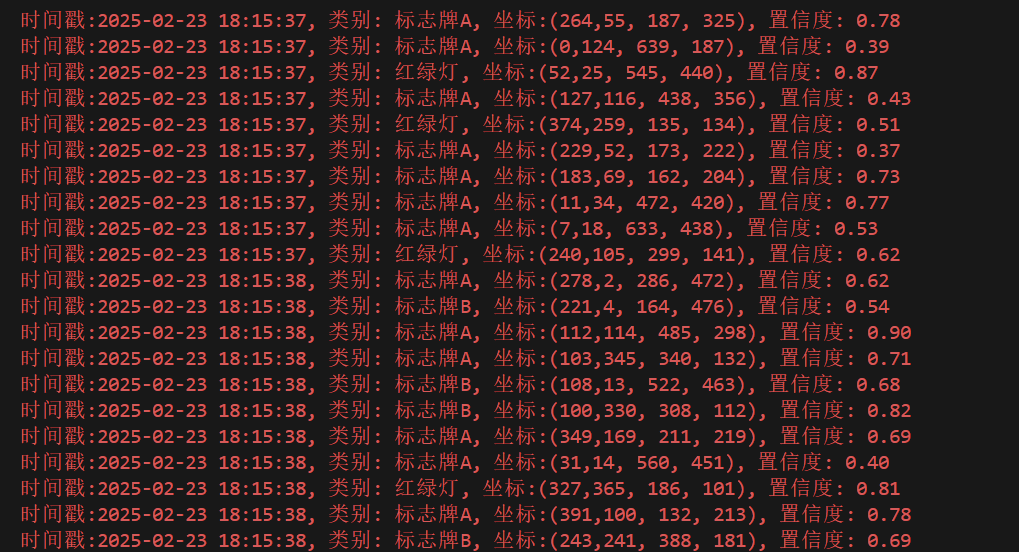 时间戳:2025-02-23 18:15:37, 类别: 标志牌A, 坐标:(264,55, 187, 325), 置信度: 0.78
时间戳:2025-02-23 18:15:37, 类别: 标志牌A, 坐标:(0,124, 639, 187), 置信度: 0.39
时间戳:2025-02-23 18:15:37, 类别: 红绿灯, 坐标:(52,25, 545, 440), 置信度: 0.87
时间戳:2025-02-23 18:15:37, 类别: 标志牌A, 坐标:(127,116, 438, 356), 置信度: 0.43
时间戳:2025-02-23 18:15:37, 类别: 红绿灯, 坐标:(374,259, 135, 134), 置信度: 0.51
时间戳:2025-02-23 18:15:37, 类别: 标志牌A, 坐标:(229,52, 173, 222), 置信度: 0.37
时间戳:2025-02-23 18:15:37, 类别: 标志牌A, 坐标:(183,69, 162, 204), 置信度: 0.73
时间戳:2025-02-23 18:15:37, 类别: 标志牌A, 坐标:(11,34, 472, 420), 置信度: 0.77
时间戳:2025-02-23 18:15:37, 类别: 标志牌A, 坐标:(7,18, 633, 438), 置信度: 0.53
时间戳:2025-02-23 18:15:37, 类别: 红绿灯, 坐标:(240,105, 299, 141), 置信度: 0.62
时间戳:2025-02-23 18:15:38, 类别: 标志牌A, 坐标:(278,2, 286, 472), 置信度: 0.62
时间戳:2025-02-23 18:15:38, 类别: 标志牌B, 坐标:(221,4, 164, 476), 置信度: 0.54
时间戳:2025-02-23 18:15:38, 类别: 标志牌A, 坐标:(112,114, 485, 298), 置信度: 0.90
时间戳:2025-02-23 18:15:38, 类别: 标志牌A, 坐标:(103,345, 340, 132), 置信度: 0.71
时间戳:2025-02-23 18:15:38, 类别: 标志牌B, 坐标:(108,13, 522, 463), 置信度: 0.68
时间戳:2025-02-23 18:15:38, 类别: 标志牌B, 坐标:(100,330, 308, 112), 置信度: 0.82
时间戳:2025-02-23 18:15:38, 类别: 标志牌A, 坐标:(349,169, 211, 219), 置信度: 0.69
时间戳:2025-02-23 18:15:38, 类别: 标志牌A, 坐标:(31,14, 560, 451), 置信度: 0.40
时间戳:2025-02-23 18:15:38, 类别: 红绿灯, 坐标:(327,365, 186, 101), 置信度: 0.81
时间戳:2025-02-23 18:15:38, 类别: 标志牌A, 坐标:(391,100, 132, 213), 置信度: 0.78
时间戳:2025-02-23 18:15:38, 类别: 标志牌B, 坐标:(243,241, 388, 181), 置信度: 0.69